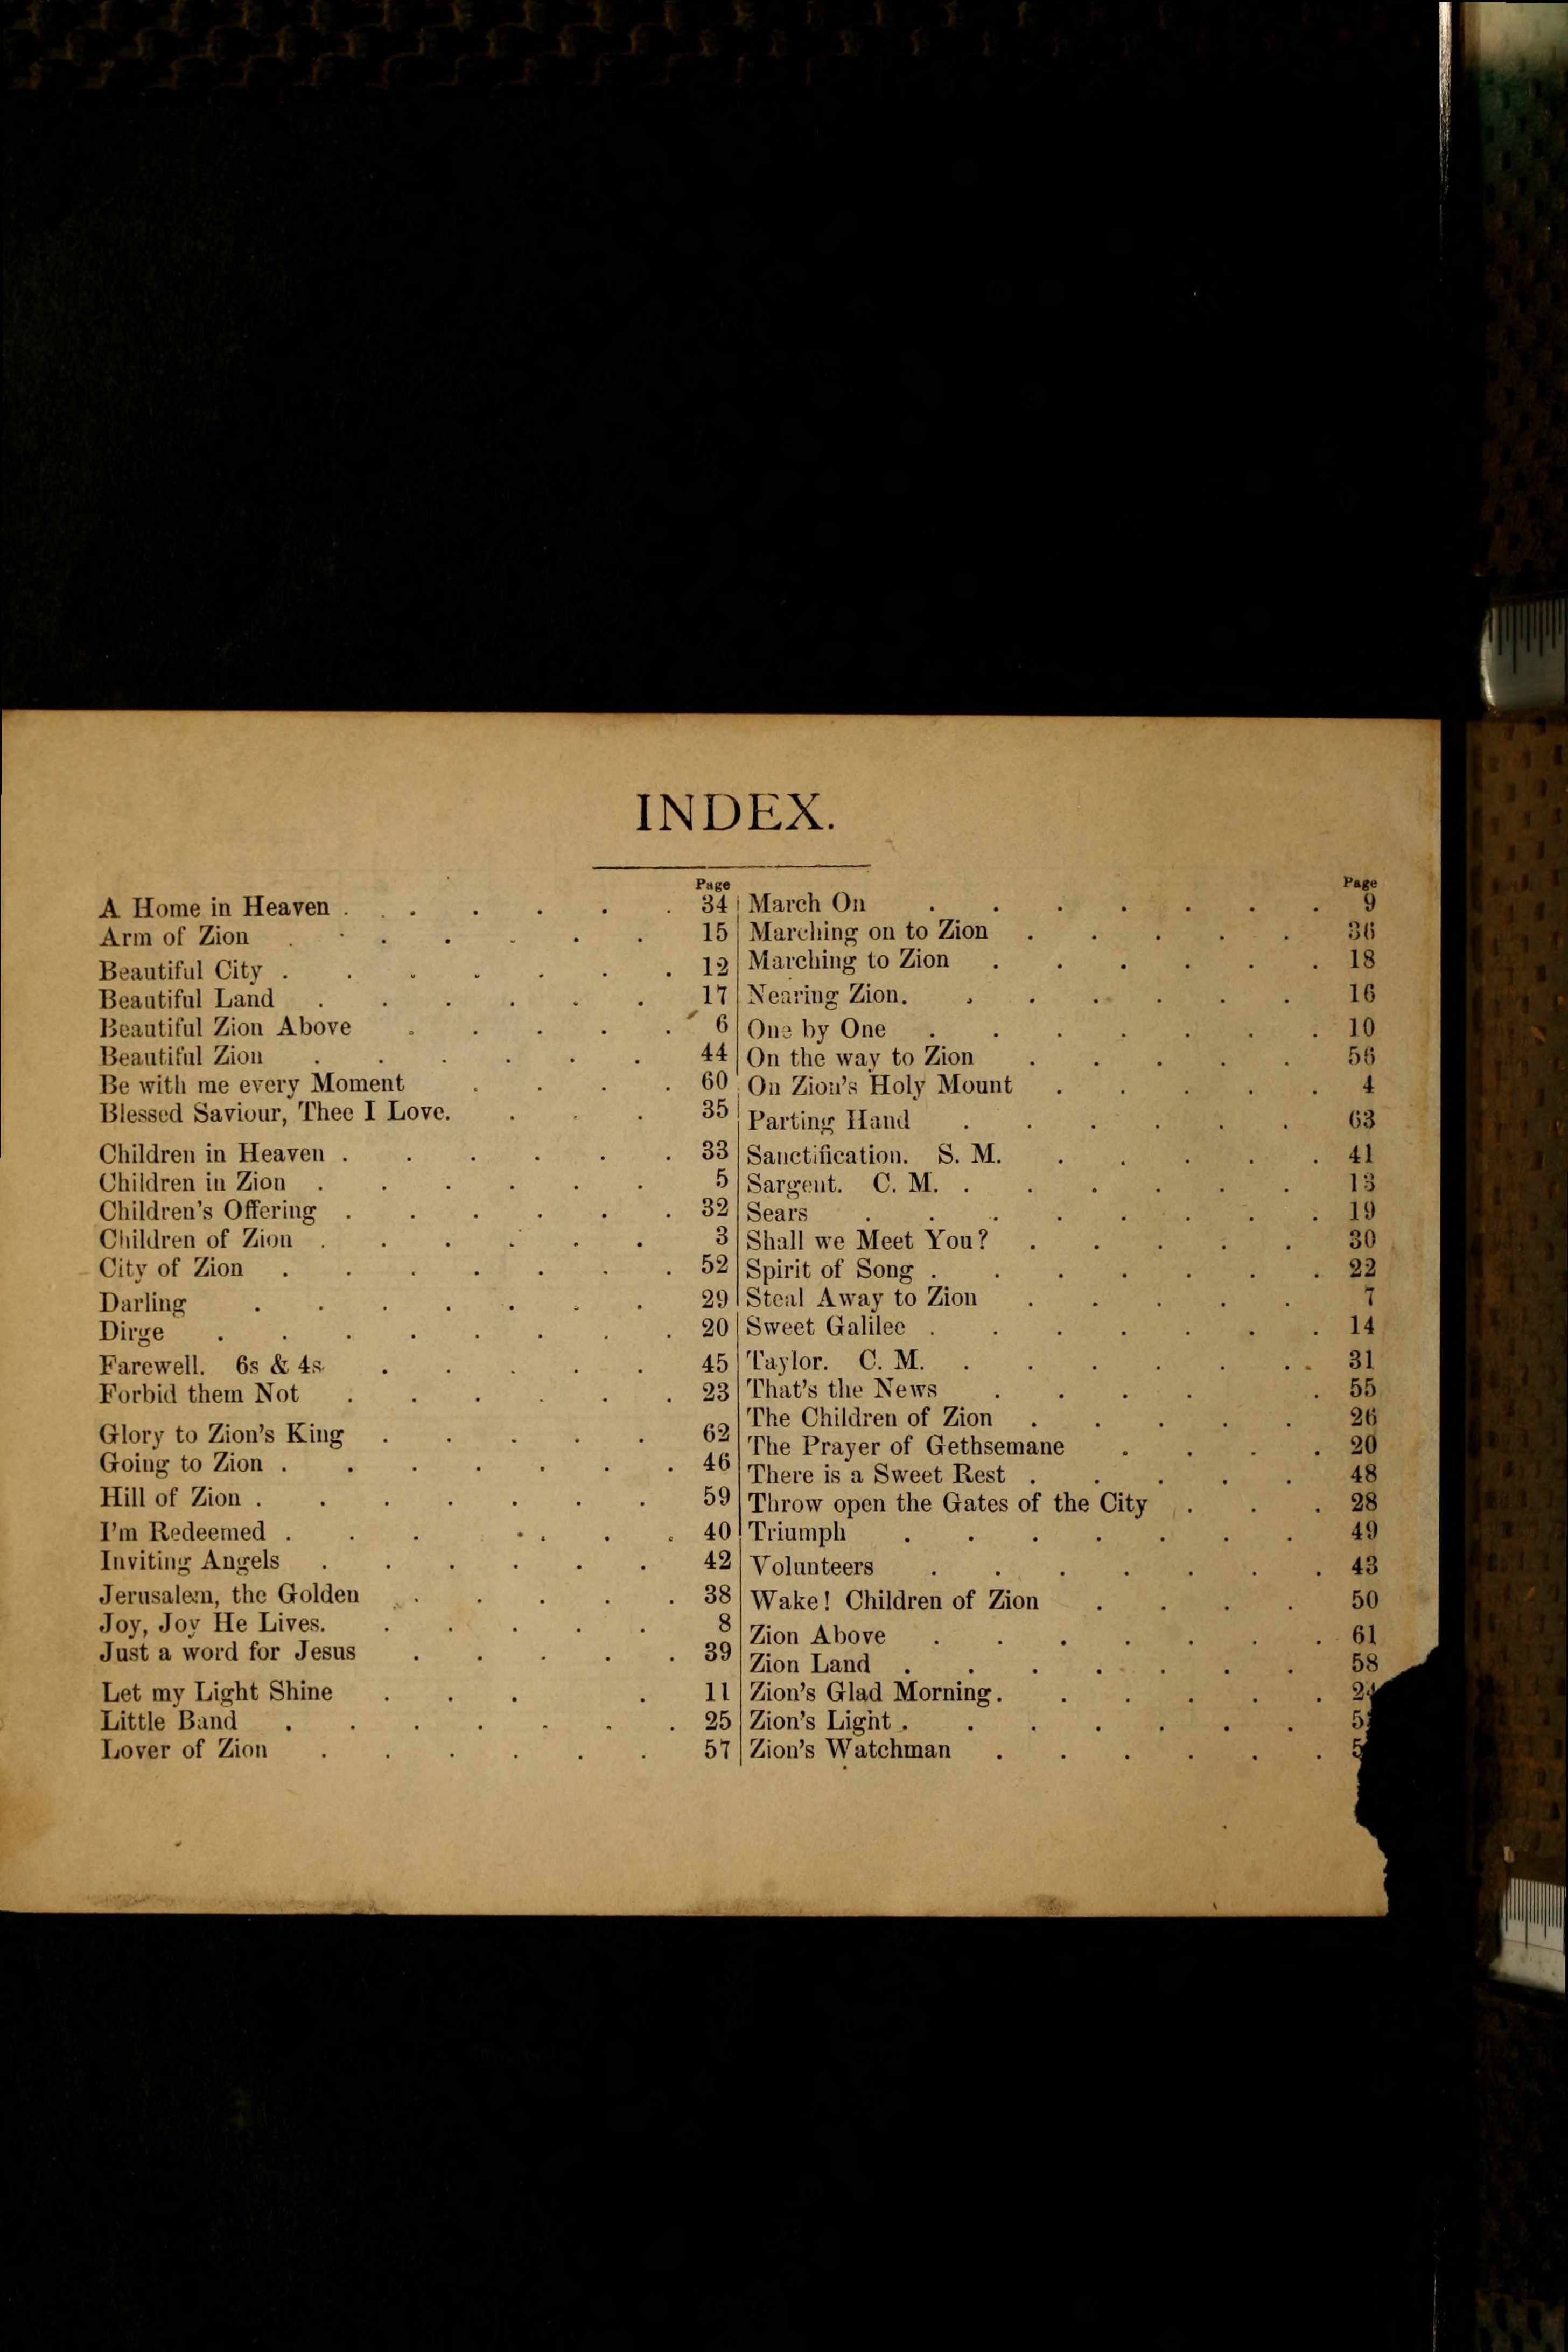 INDEX.
Page
A Home in Heaven . . . . . . 34
Arm of Zion . . . . . . 15
Beautiful City . . . . . . . 12
Beautiful Land . . . . . . 17
Beautiful Zion Above . . . . . 6
Beautiful Zion . . . . . . 44
Be with me every Moment . . . . 60
Blessed Saviour, Thee I Love. . . . 35
Children in Heaven . . . . . . 33
Children in Zion . . . . . . 5
Children's Offering . . . . . . 32
Children of Zion . . . . . . 3
City of Zion . . . . . . . 52
Darling . . . . . . . 29
Dirge . . . . . . . . 20
Farewell. 6s & 4s . . . . . 45
Forbid them Not . . . . . . 23
Glory to Zion's King . . . . . 62
Going to Zion . . . . . . . 46
Hill of Zion . . . . . . . 59
I'm Redeemed . . . . . . . 40
Inviting Angels . . . . . . 42
Jerusalem, the Golden . . . . . 38
Joy, Joy He Lives. . . . . . 8
Just a word for Jesus . . . . . 39
Let my Light Shine . . . . 11
Little Band . . . . . . . 25
Lover of Zion . . . . . . 57
Page
March On . . . . . . . 9
Marching on to Zion . . . . . 36
Marching to Zion . . . . . . 18
Nearing Zion. . . . . . . 16
One by One . . . . . . . 10
On the way to Zion . . . . . 56
On Zion's Holy Mount . . . . . 4
Parting Hand . . . . . . 63
Sanctification. S. M. . . . . . 41
Sargent. C. M. . . . . . . 13
Sears . . . . . . . . 19
Shall we Meet You? . . . . . 30
Spirit of Song . . . . . . . 22
Steal Away to Zion . . . . . 7
Sweet Galilee . . . . . . . 14
Taylor. C. M. . . . . . . . 31
That's the News . . . . . 55
The Children of Zion . . . . . 26
The Prayer of Gethsemane . . . . 20
There is a Sweet Rest . . . . . 48
Throw open the Gates of the City . . . 28
Triumph . . . . . . . 49
Volunteers . . . . . . . 43
Wake! Children of Zion . . . . 50
Zion Above . . . . . . . 61
Zion Land . . . . . . . 58
Zion's Glad Morning . . . . . .
Zion's Light . . . . . . .
Zion's Watchman . . . . . .